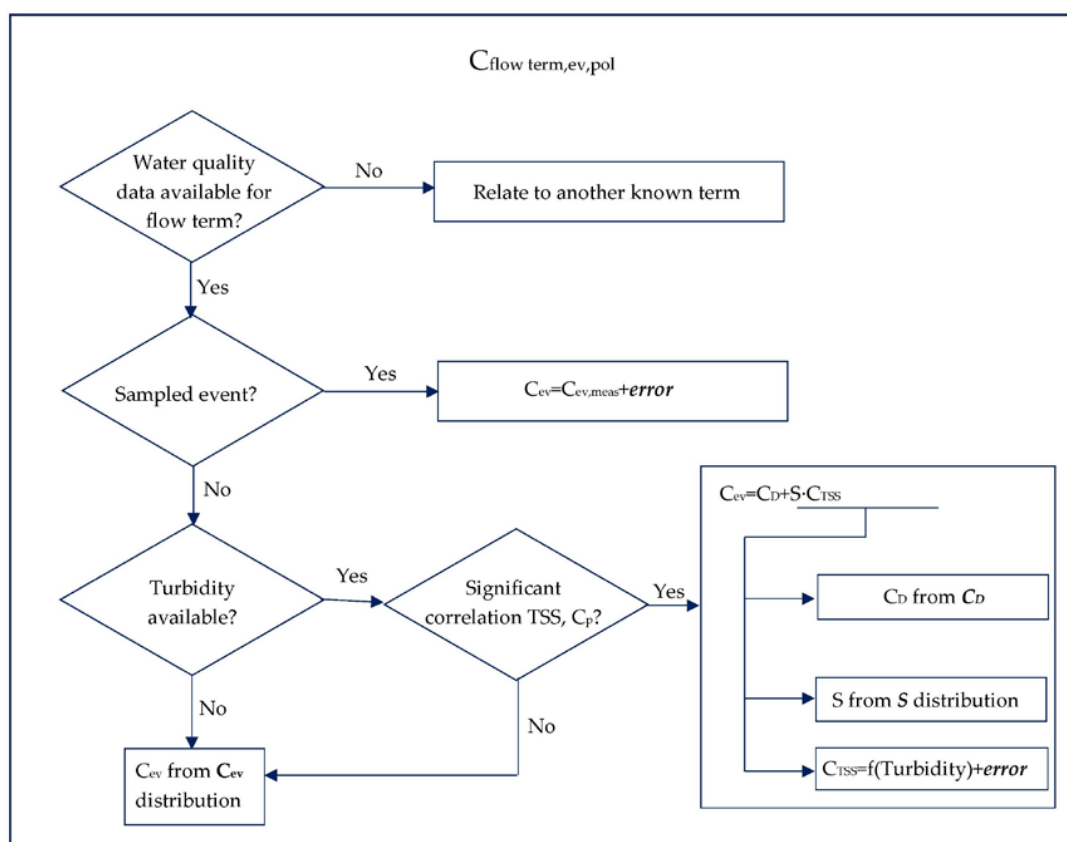 Cflow term,ev,pol
Water quality
data available for
flow term?
No
Relate to another known term
Yes
Sampled event?
Yes
Cev=Cev,meas+error
No
Turbidity
available?
Yes
Significant
correlation TSS, Cp?
Yes
Cev=CD+S·CTSS
CD from CD
S from S distribution
CTSS=f(Turbidity)+error
No
No
Cev from Cev
distribution